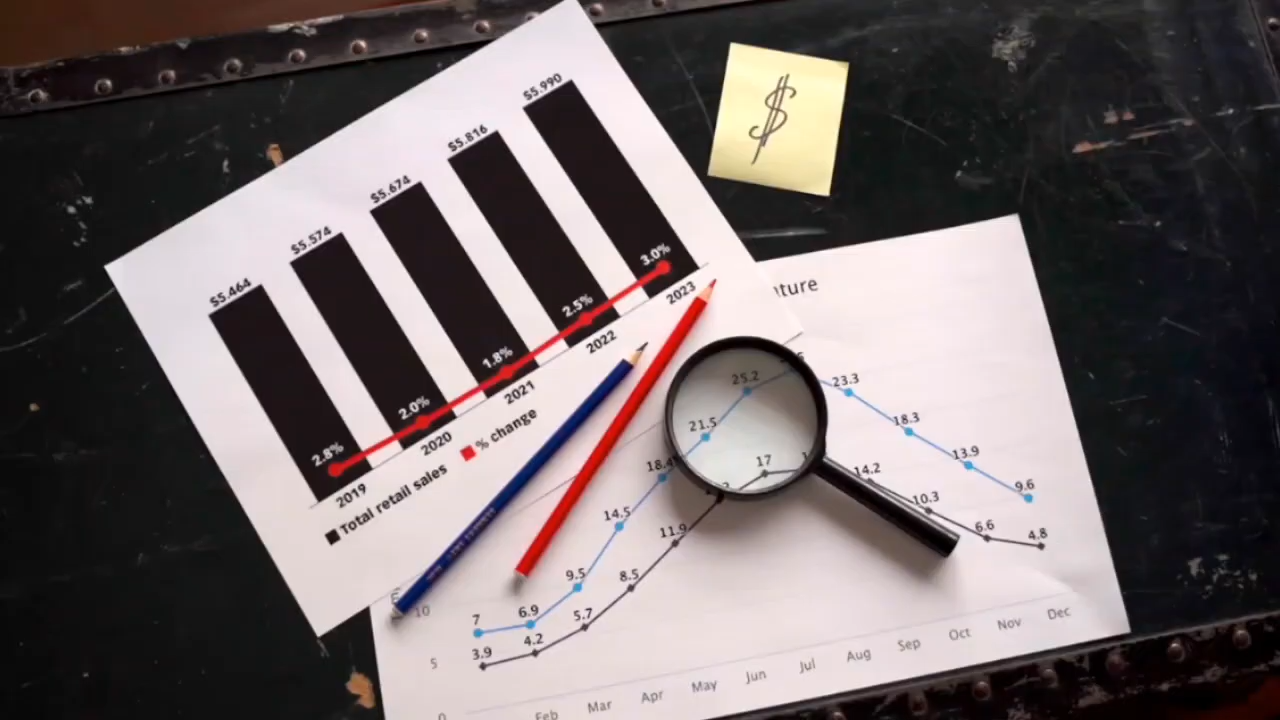 $5.464 $5.574 $5.674 $5.816 $5.990
2.8% 2.0% 1.8% 2.5% 3.0%
2019 2020 2021 2022 2023
Total retail sales % change
$
25.2 23.3
21.5 18.3
18.4 17 14.2 13.9
14.5 11.9 10.3 9.6
9.5 8.5 6.6 4.8
7 6.9 5.7
3.9 4.2
10
5
0
Feb Mar Apr May Jun Jul Aug Sep Oct Nov Dec